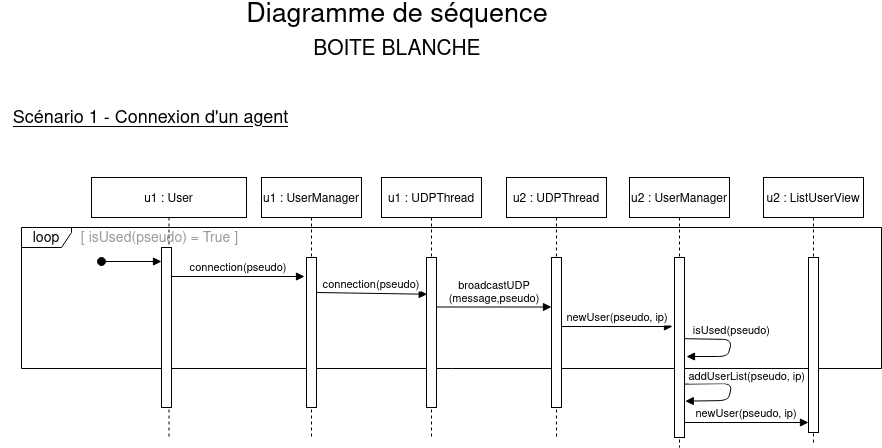 Diagramme de séquence
BOITE BLANCHE
Scénario 1 - Connexion d'un agent
u1 : User
u1 : UserManager
u1 : UDPThread
u2 : UDPThread
u2 : UserManager
u2 : ListUserView
loop
[ isUsed(pseudo) = True ]
connection(pseudo)
connection(pseudo)
broadcastUDP
(message,pseudo)
newUser(pseudo, ip)
isUsed(pseudo)
addUserList(pseudo, ip)
newUser(pseudo, ip)